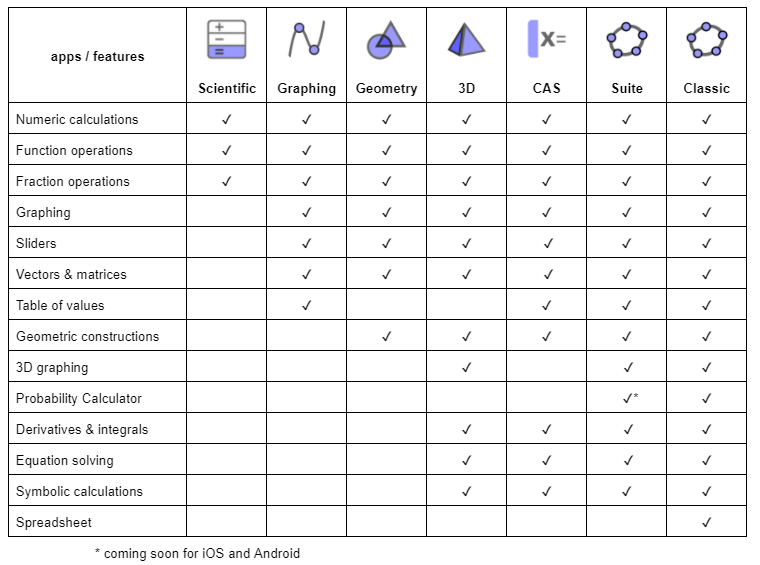 apps / features
+
−
=
X=
Scientific Graphing Geometry 3D CAS Suite Classic
Numeric calculations ✓ ✓ ✓ ✓ ✓ ✓ ✓
Function operations ✓ ✓ ✓ ✓ ✓ ✓ ✓
Fraction operations ✓ ✓ ✓ ✓ ✓ ✓ ✓
Graphing ✓ ✓ ✓ ✓ ✓ ✓
Sliders ✓ ✓ ✓ ✓ ✓ ✓
Vectors & matrices ✓ ✓ ✓ ✓ ✓ ✓
Table of values ✓ ✓ ✓ ✓
Geometric constructions ✓ ✓ ✓ ✓ ✓
3D graphing ✓ ✓ ✓
Probability Calculator ✓* ✓
Derivatives & integrals ✓ ✓ ✓ ✓
Equation solving ✓ ✓ ✓ ✓
Symbolic calculations ✓ ✓ ✓ ✓
Spreadsheet ✓
* coming soon for iOS and Android